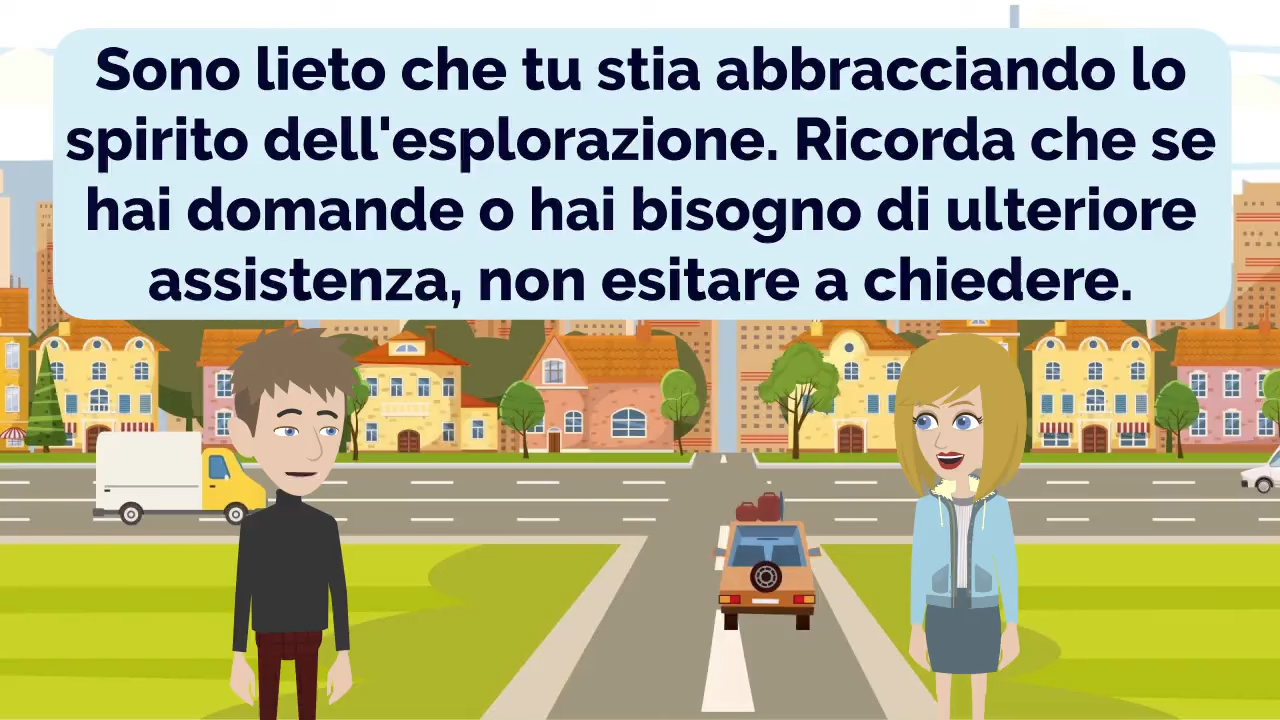 Sono lieto che tu stia abbracciando lo
spirito dell'esplorazione. Ricorda che se
hai domande o hai bisogno di ulteriore
assistenza, non esitare a chiedere.